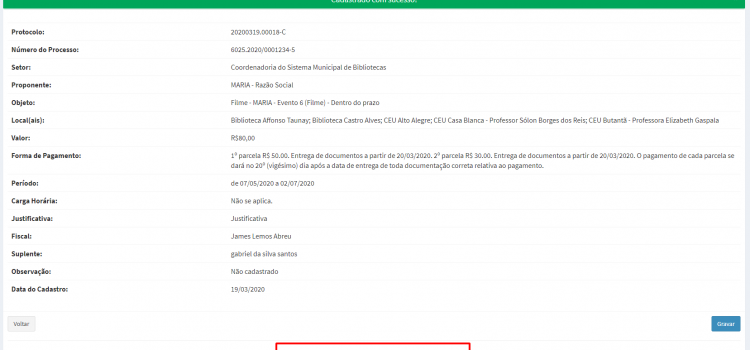 Cadastrado com sucesso!
Protocolo: 20200319.00018-C
Número do Processo: 6025.2020/0001234-5
Setor: Coordenadoria do Sistema Municipal de Bibliotecas
Proponente: MARIA - Razão Social
Objeto: Filme - MARIA - Evento 6 (Filme) - Dentro do prazo
Local(ais): Biblioteca Affonso Taunay; Biblioteca Castro Alves; CEU Alto Alegre; CEU Casa Blanca - Professor Sólon Borges dos Reis; CEU Butantã - Professora Elizabeth Gaspala
Valor: R$80,00
Forma de Pagamento: 1º parcela R$ 50.00. Entrega de documentos a partir de 20/03/2020. 2º parcela R$ 30.00. Entrega de documentos a partir de 20/03/2020. O pagamento de cada parcela se
dará no 20º (vigésimo) dia após a data de entrega de toda documentação correta relativa ao pagamento.
Período: de 07/05/2020 a 02/07/2020
Carga Horária: Não se aplica.
Justificativa: Justificativa
Fiscal: James Lemos Abreu
Suplente: gabriel da silva santos
Observação: Não cadastrado
Data do Cadastro: 19/03/2020
Voltar Gravar